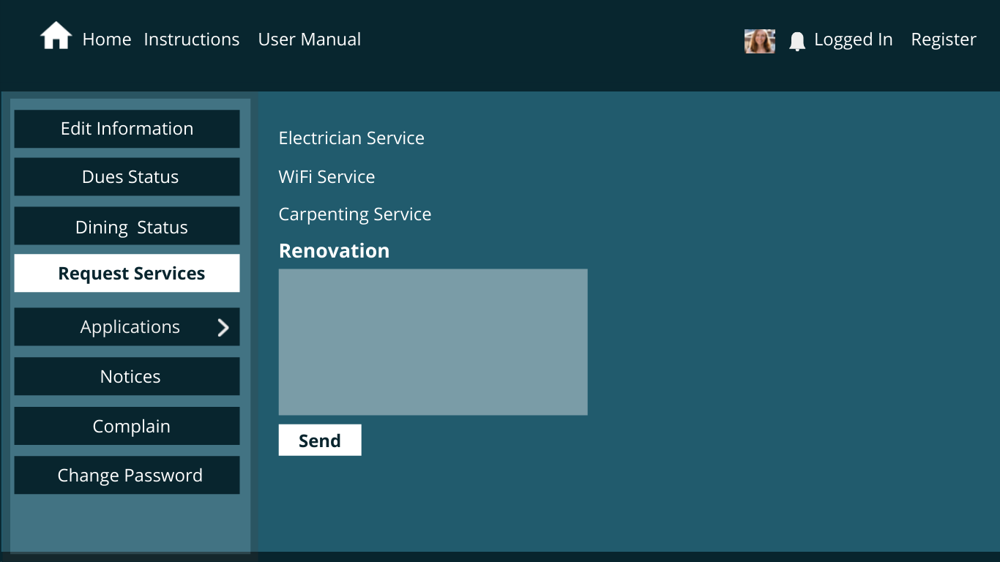 Home Instructions User Manual Logged In Register
Edit Information
Dues Status
Dining Status
Request Services
Applications
Notices
Complain
Change Password
Electrician Service
WiFi Service
Carpenting Service
Renovation
Send